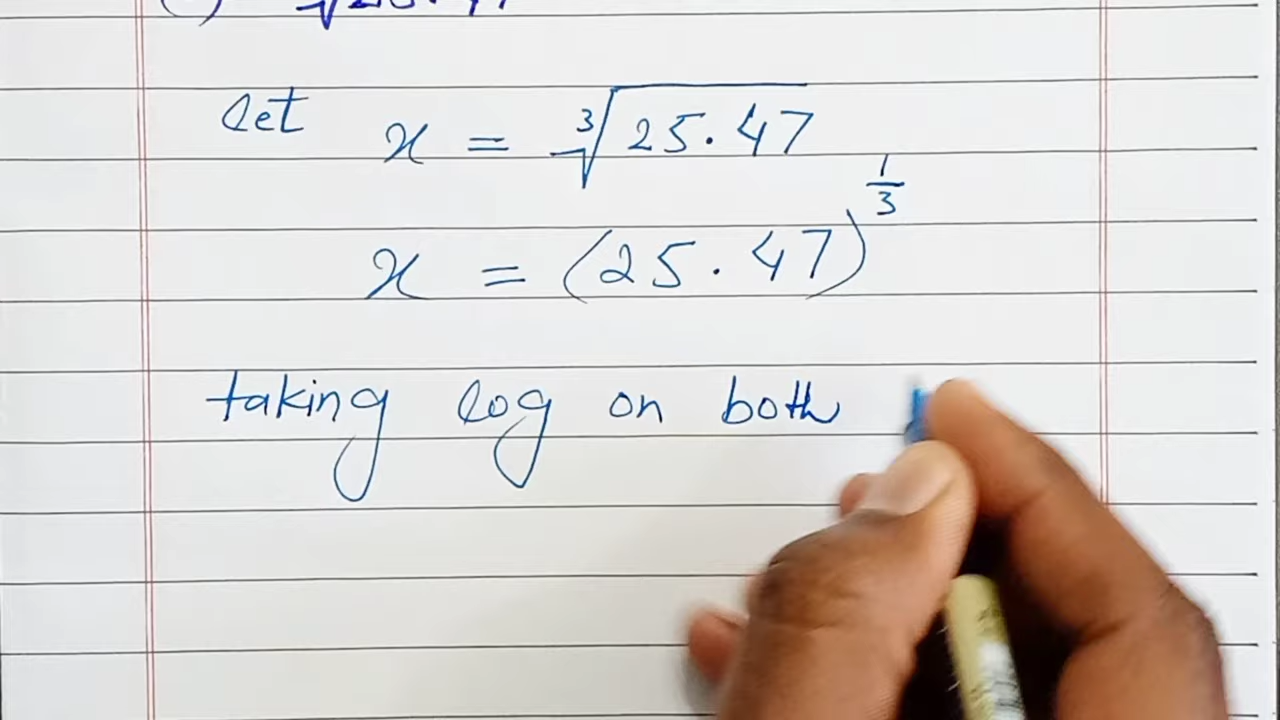 let x = ∛25.47
x = (25.47)^1/3
taking log on both